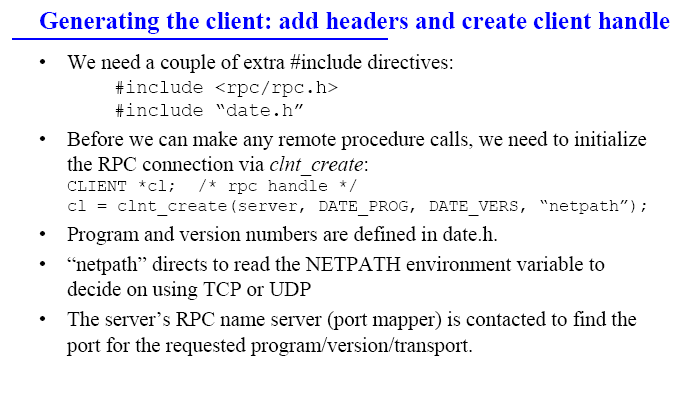 Generating the client: add headers and create client handle
• We need a couple of extra #include directives:
#include <rpc/rpc.h>
#include “date.h”
• Before we can make any remote procedure calls, we need to initialize
the RPC connection via clnt_create:
CLIENT *cl; /* rpc handle */
cl = clnt_create(server, DATE_PROG, DATE_VERS, “netpath”);
• Program and version numbers are defined in date.h.
• “netpath” directs to read the NETPATH environment variable to
decide on using TCP or UDP
• The server’s RPC name server (port mapper) is contacted to find the
port for the requested program/version/transport.